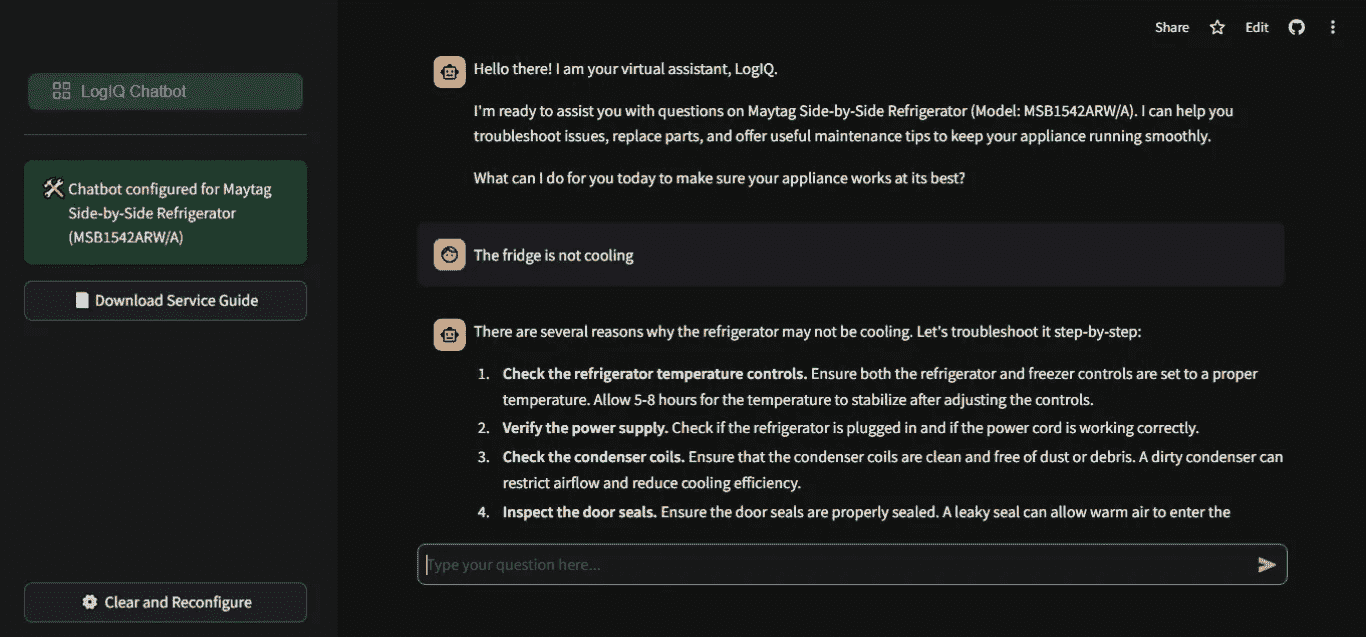 Share Edit
LogIQ Chatbot
Chatbot configured for Maytag
Side-by-Side Refrigerator
(MSB1542ARW/A)
Download Service Guide
Clear and Reconfigure
Hello there! I am your virtual assistant, LogIQ.
I'm ready to assist you with questions on Maytag Side-by-Side Refrigerator (Model: MSB1542ARW/A). I can help you
troubleshoot issues, replace parts, and offer useful maintenance tips to keep your appliance running smoothly.
What can I do for you today to make sure your appliance works at its best?
The fridge is not cooling
There are several reasons why the refrigerator may not be cooling. Let's troubleshoot it step-by-step:
1. Check the refrigerator temperature controls. Ensure both the refrigerator and freezer controls are set to a proper
temperature. Allow 5-8 hours for the temperature to stabilize after adjusting the controls.
2. Verify the power supply. Check if the refrigerator is plugged in and if the power cord is working correctly.
3. Check the condenser coils. Ensure that the condenser coils are clean and free of dust or debris. A dirty condenser can
restrict airflow and reduce cooling efficiency.
4. Inspect the door seals. Ensure the door seals are properly sealed. A leaky seal can allow warm air to enter the
Type your question here...